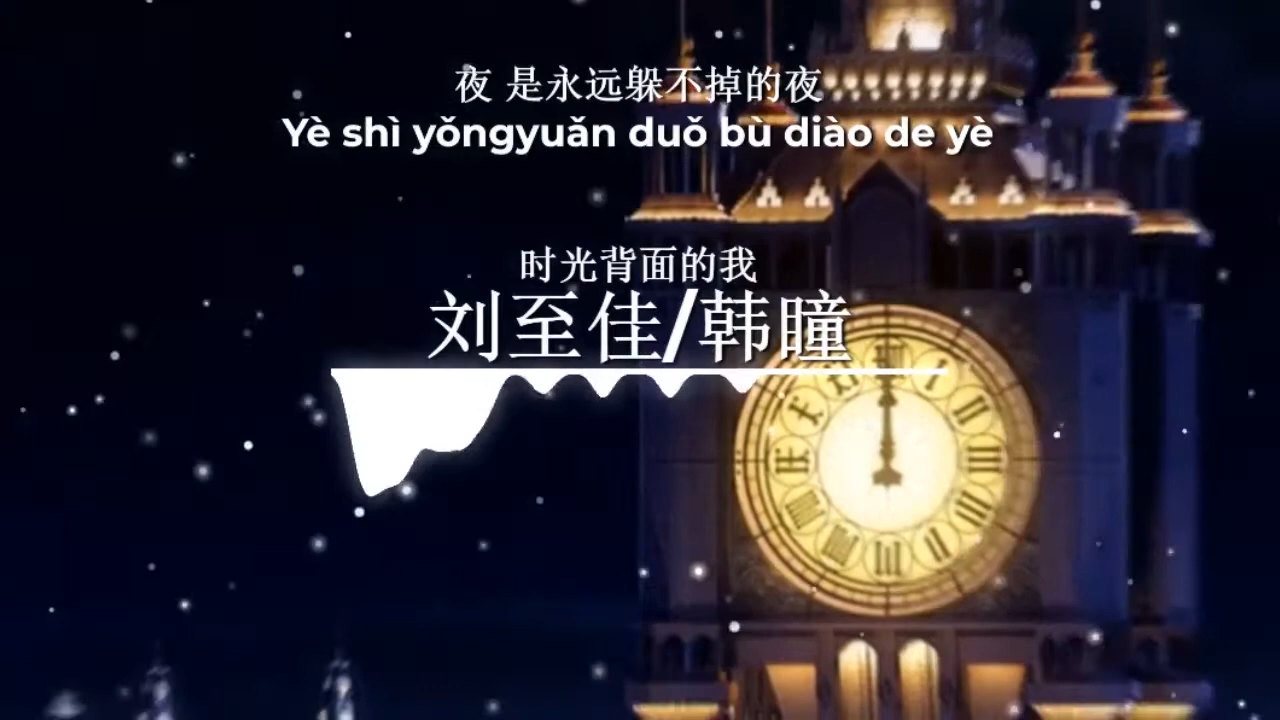 夜 是永远躲不掉的夜
Yè shì yǒngyuǎn duǒ bù diào de yè
时光背面的我
刘至佳/韩瞳